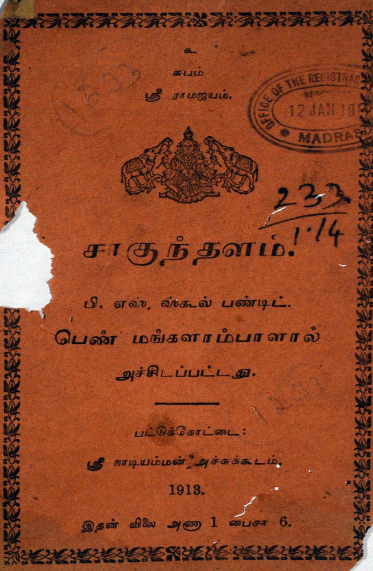 உ
சுபம்
ஸ்ரீ ராமஜயம்.
OFFICE OF THE REGISTRAR
12 JAN
MADRAS
233
1·14
சாகுந்தளம்.
பி. எஸ், ஸ்கூல் பண்டிட்.
பெண் மங்களாம்பாளால்
அச்சிடப்பட்டது.
பட்டுக்கோட்டை:
ஸ்ரீ நாடியம்மன் அச்சுக்கூடம்.
1913.
இதன் விலை அணா 1 பைசா 6.